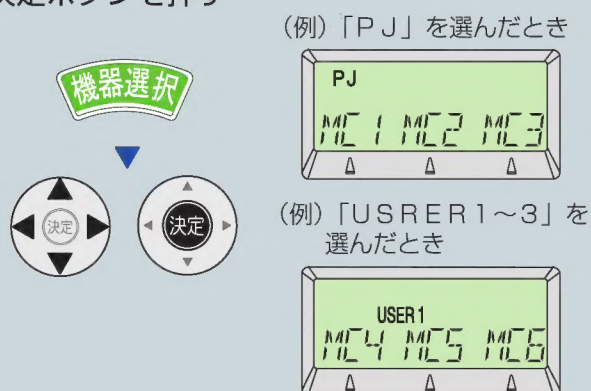 決定ボタンを押す
(例)「PJ」を選んだとき
機器選択
PJ
MC1 MC2 MC3
決定
決定
(例)「USRER1～3」を
選んだとき
USER1
MC4 MC5 MC6